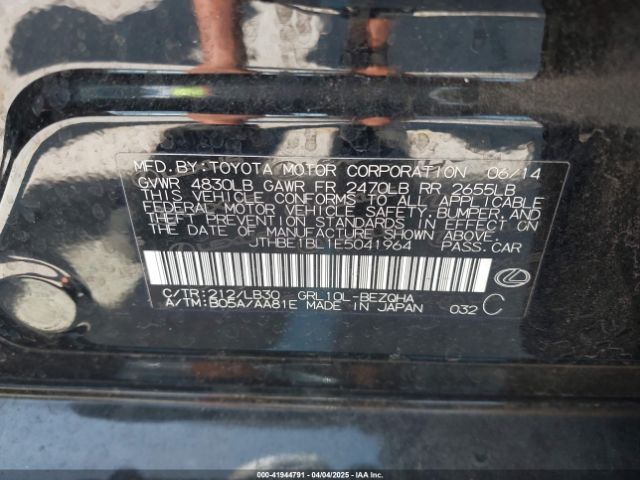 MFD.BY:TOYOTA MOTOR CORPORATION 06/14
GVWR 4830LB GAWR FR 2470LB RR 2655LB
THIS VEHICLE CONFORMS TO ALL APPLICABLE
FEDERAL MOTOR VEHICLE SAFETY,BUMPER,AND
THEFT PREVENTION STANDARDS IN EFFECT ON
THE DATE OF MANUFACTURE SHOWN ABOVE.
JTHBE1BL1E5041964 PASS.CAR
C/TR:212/LB30 GRL10L-BEZQHA
A/TM:B05A/AA81E MADE IN JAPAN 032 C
000-41944791 - 04/04/2025 - IAAI.COM